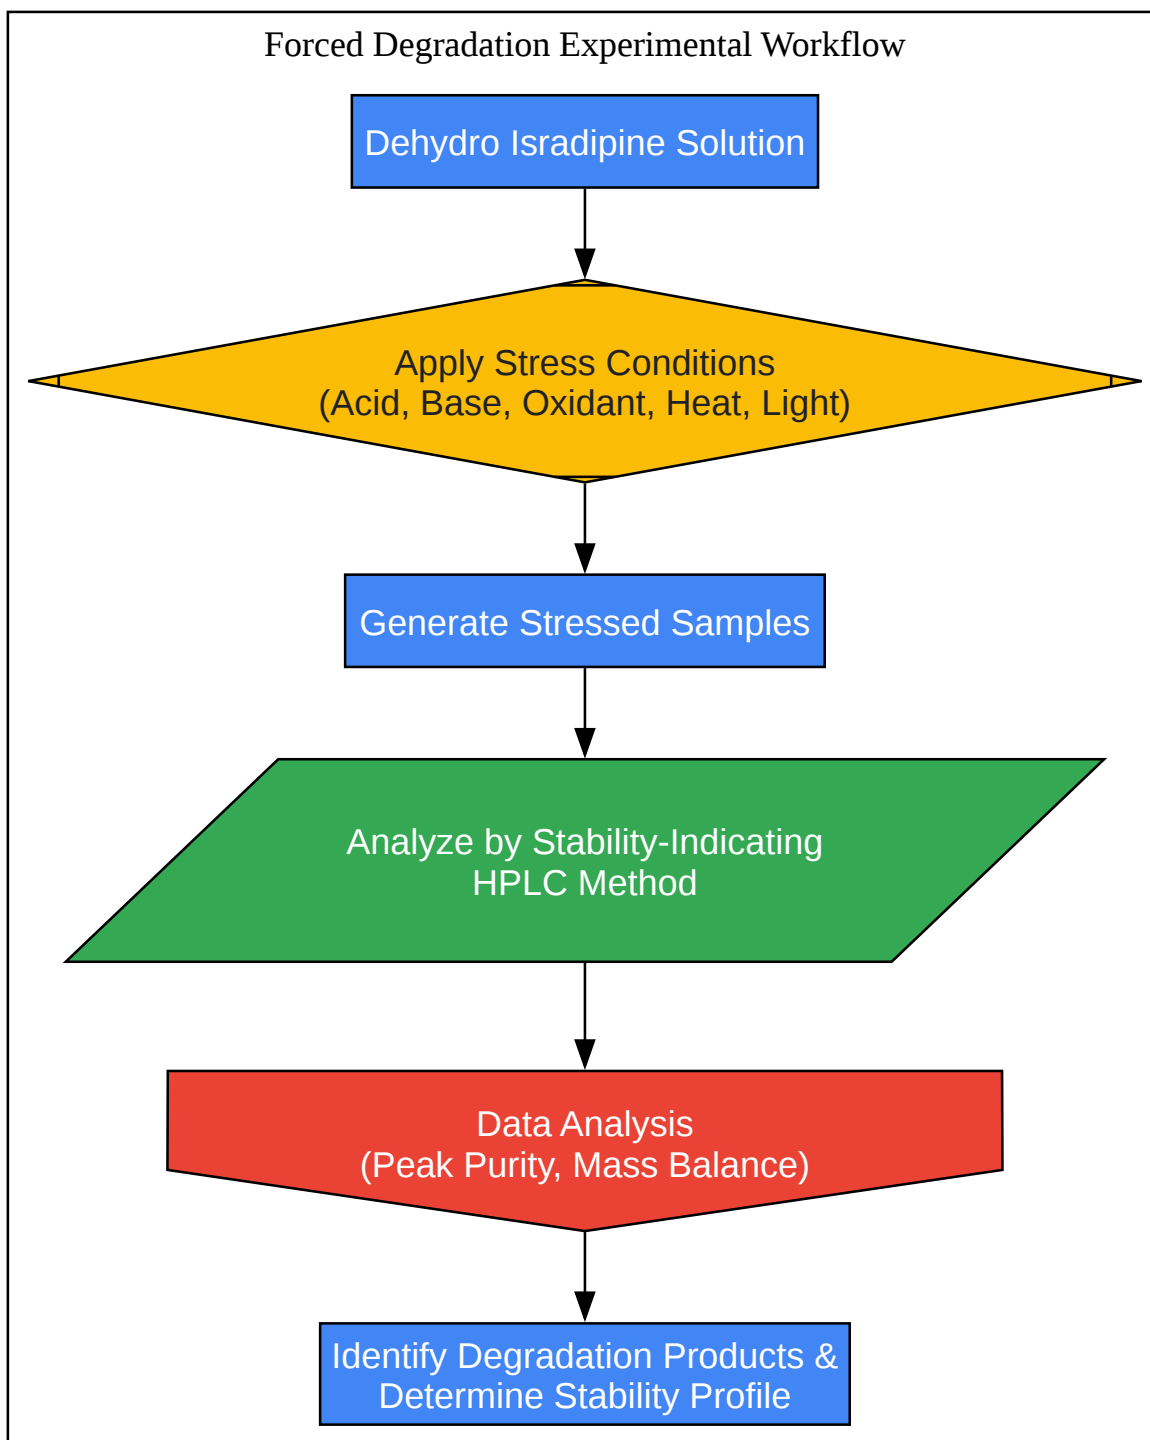 Forced Degradation Experimental Workflow
Dehydro Isradipine Solution
Apply Stress Conditions
(Acid, Base, Oxidant, Heat, Light)
Generate Stressed Samples
Analyze by Stability-Indicating
HPLC Method
Data Analysis
(Peak Purity, Mass Balance)
Identify Degradation Products &
Determine Stability Profile